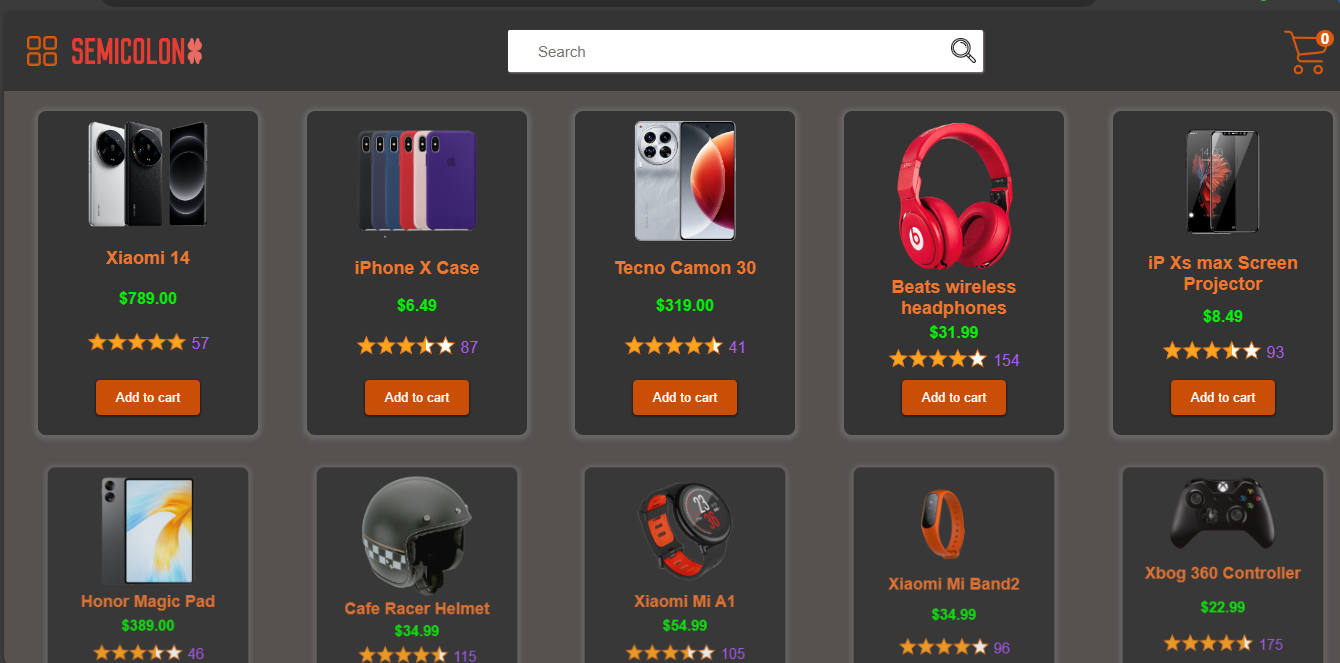 SEMICOLON
Search
0
Xiaomi 14
$789.00
57
Add to cart
iPhone X Case
$6.49
87
Add to cart
Tecno Camon 30
$319.00
41
Add to cart
Beats wireless
headphones
$31.99
154
Add to cart
iP Xs max Screen
Projector
$8.49
93
Add to cart
Honor Magic Pad
$389.00
46
Cafe Racer Helmet
$34.99
115
23
30
Xiaomi Mi A1
$54.99
105
Xiaomi Mi Band2
$34.99
96
Xbog 360 Controller
$22.99
175